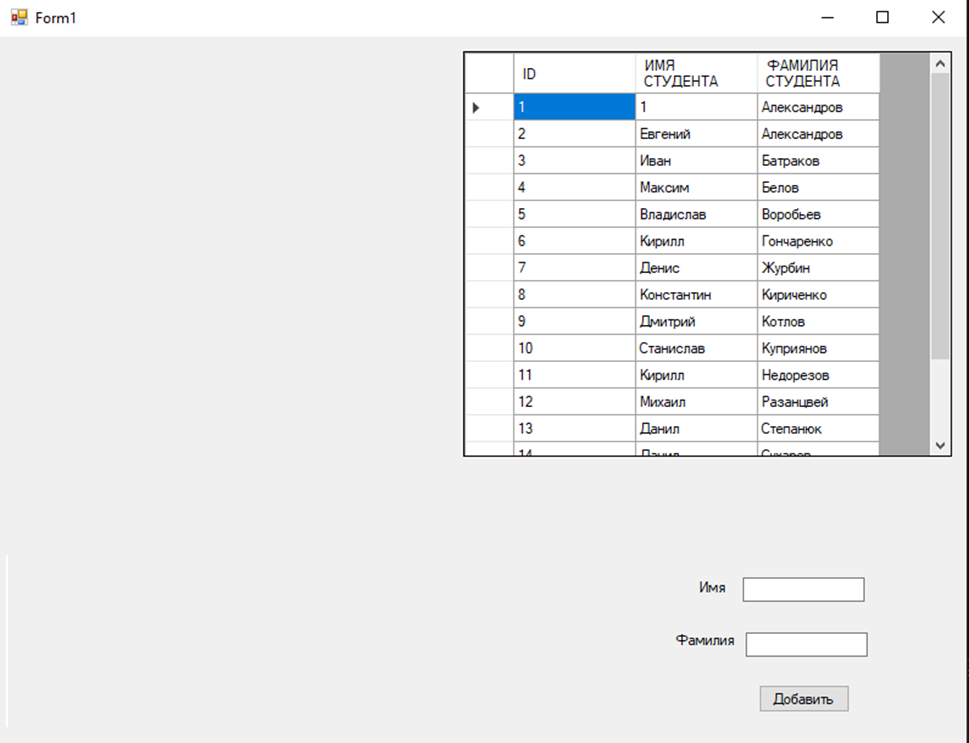 Form1
ID ИМЯ СТУДЕНТА ФАМИЛИЯ СТУДЕНТА
1 1 Александров
2 Евгений Александров
3 Иван Батраков
4 Максим Белов
5 Владислав Воробьев
6 Кирилл Гончаренко
7 Денис Журбин
8 Константин Кириченко
9 Дмитрий Котлов
10 Станислав Куприянов
11 Кирилл Недорезов
12 Михаил Разанцвей
13 Данил Степанюк
14 Данил
Имя
Фамилия
Добавить